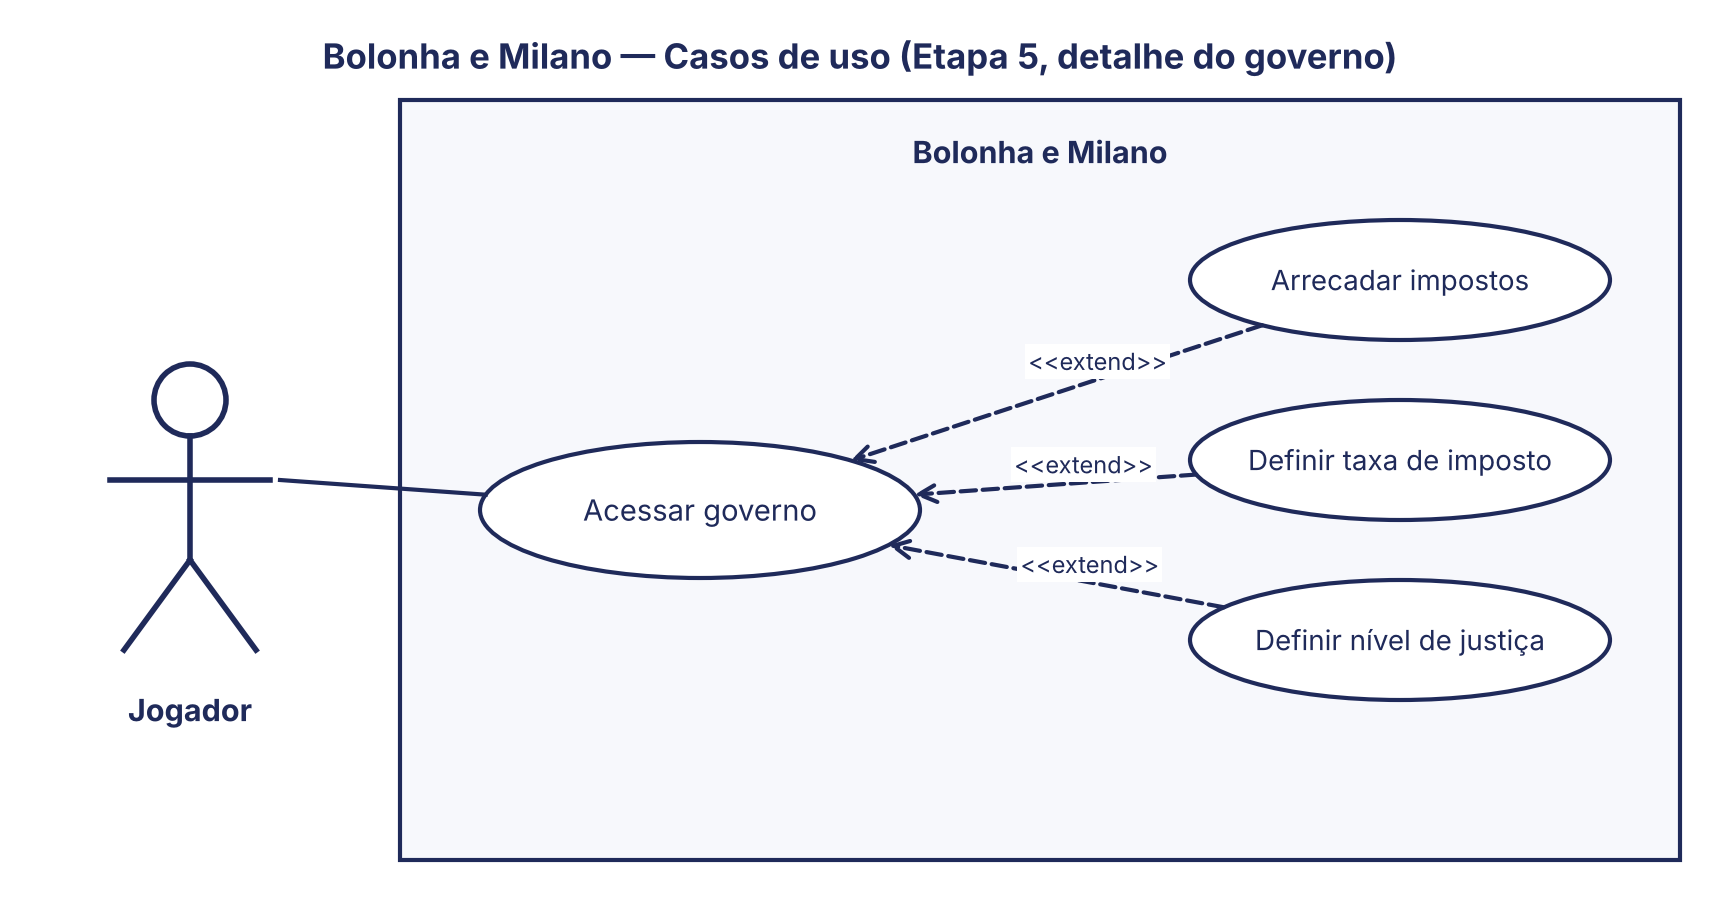 Bolonha e Milano — Casos de uso (Etapa 5, detalhe do governo)
Bolonha e Milano
Arrecadar impostos
<<extend>>
Definir taxa de imposto
<<extend>>
Acessar governo
<<extend>>
Definir nível de justiça
Jogador